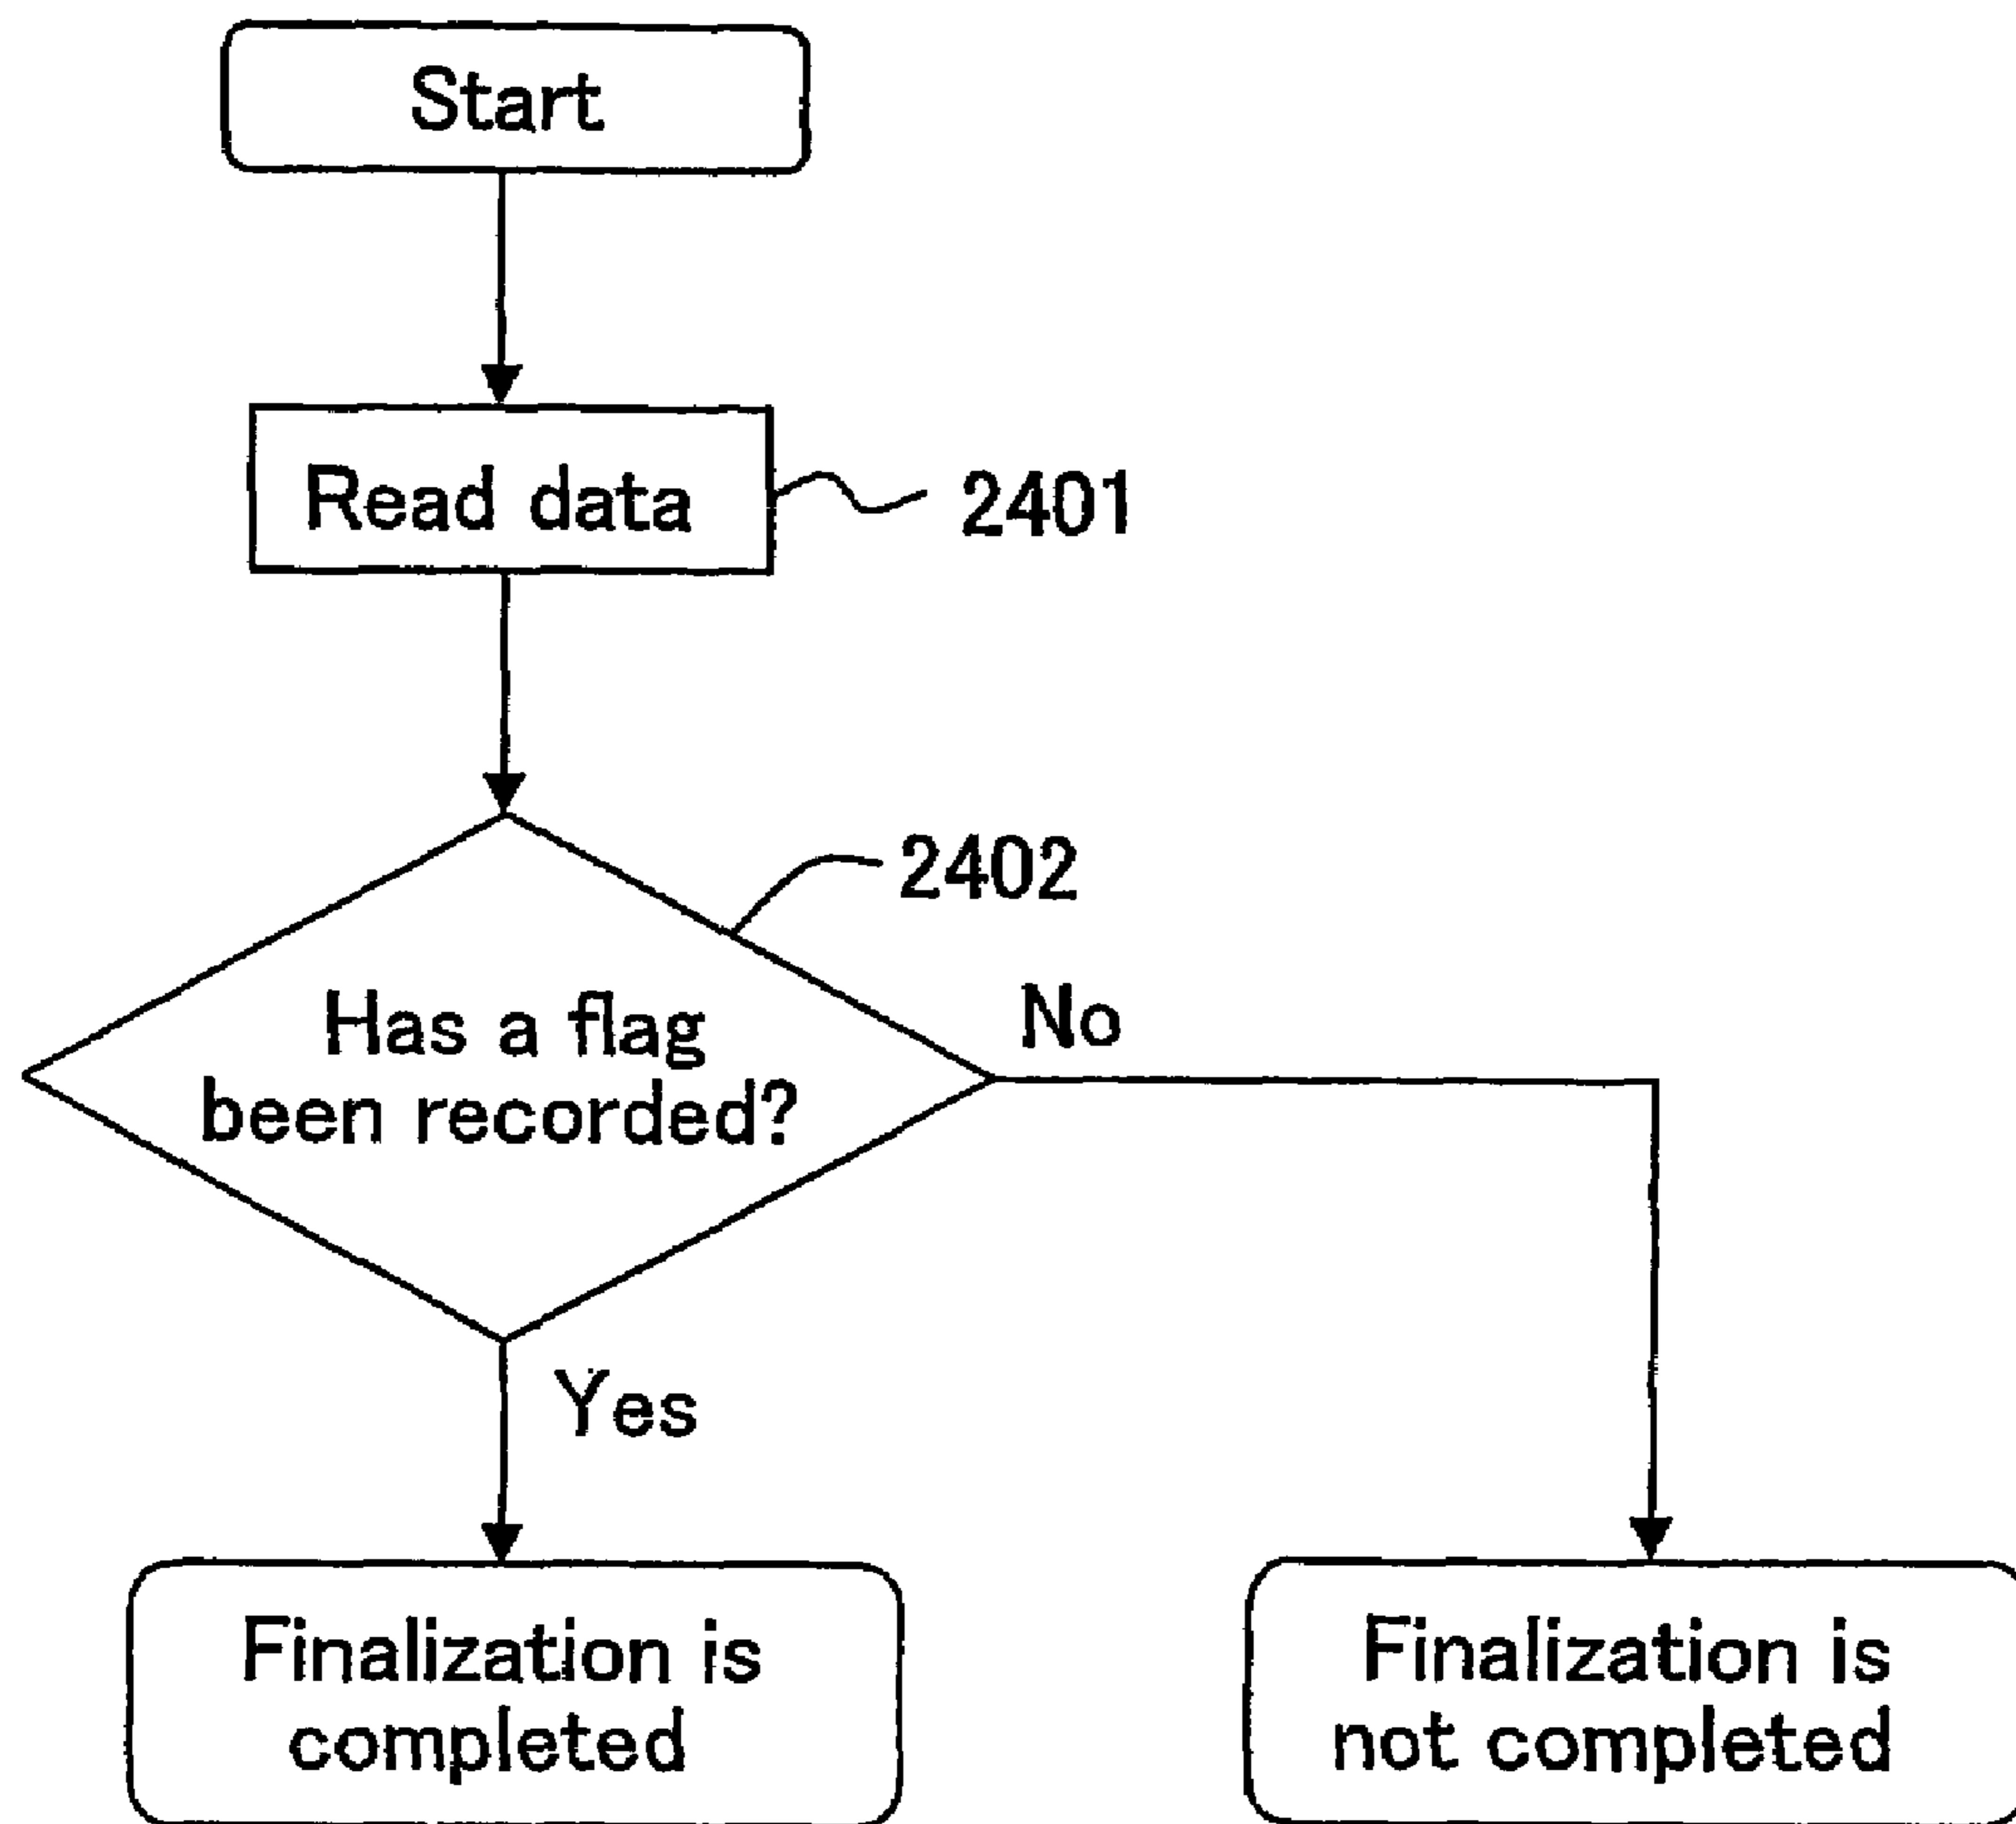 Start
Read data
2401
2402
Has a flag
been recorded?
No
Yes
Finalization is
completed
Finalization is
not completed